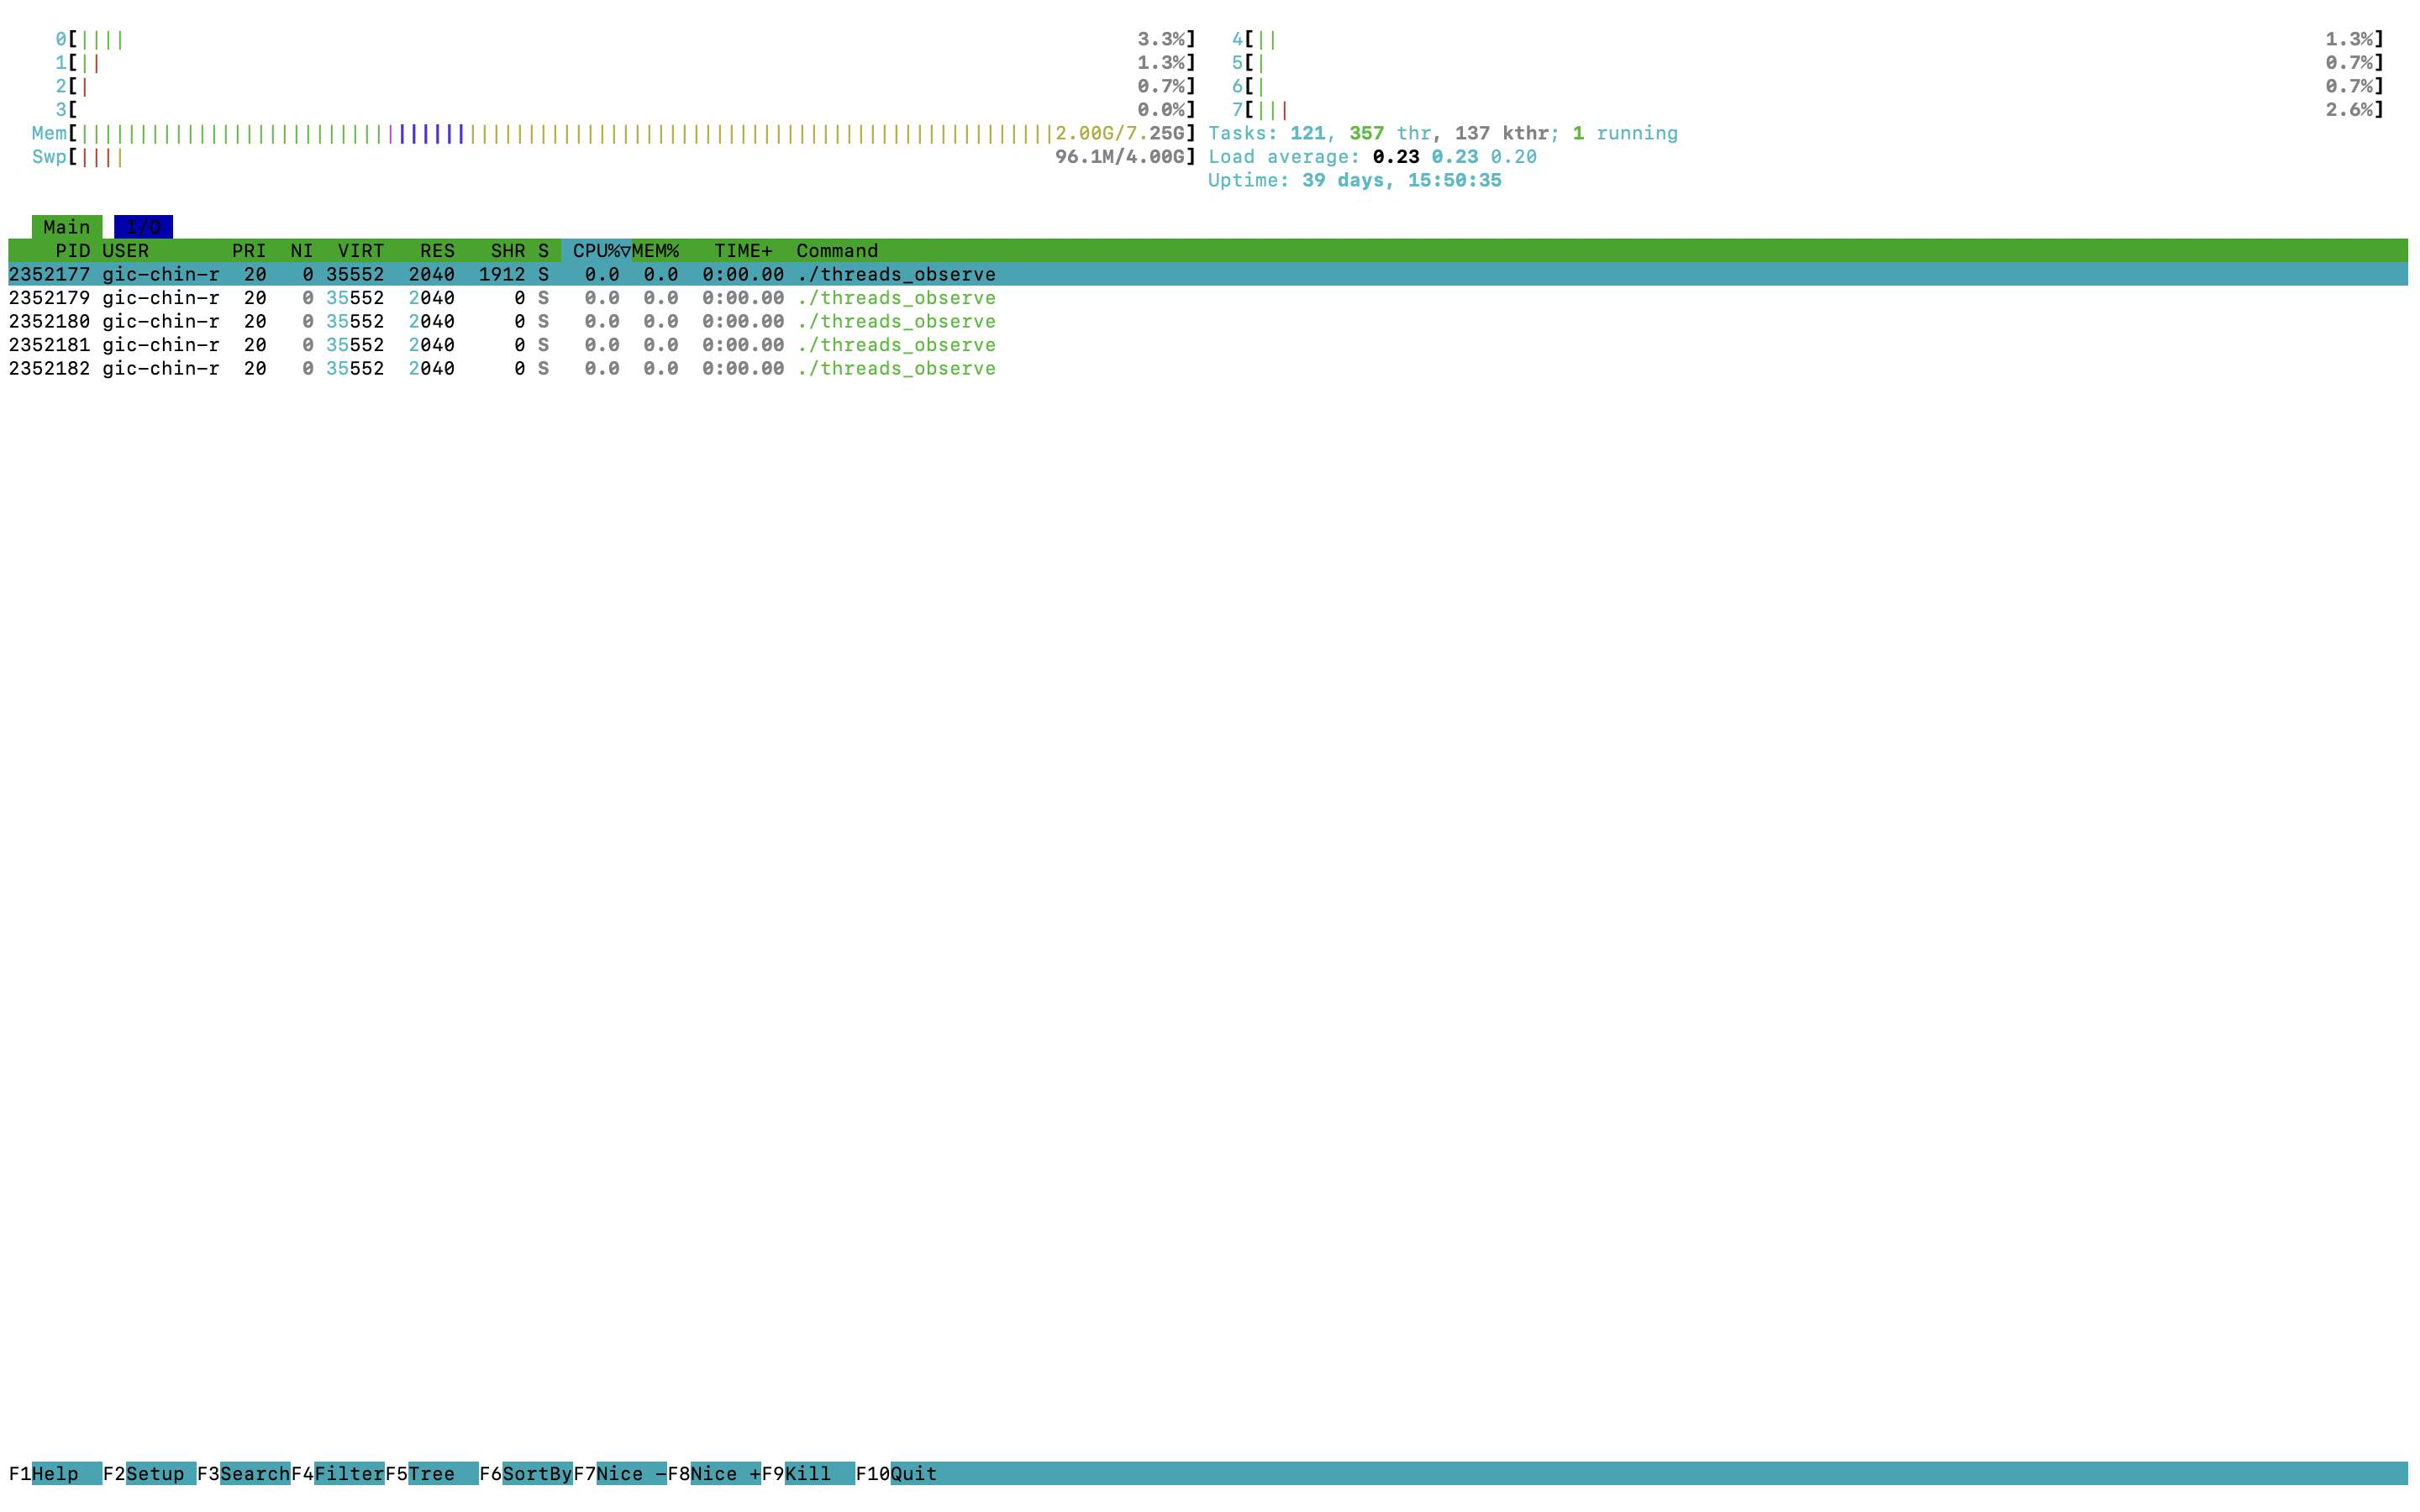 0[|||| 3.3%] 4[|| 1.3%]
1[|| 1.3%] 5[| 0.7%]
2[| 0.7%] 6[| 0.7%]
3[ 0.0%] 7[||| 2.6%]
Mem[||||||||||||||||||||||||||||||||||||||||||||||||||||||||||||||||||||||||||||||||||2.00G/7.25G] Tasks: 121, 357 thr, 137 kthr; 1 running
Swp[|||| 96.1M/4.00G] Load average: 0.23 0.23 0.20
Uptime: 39 days, 15:50:35
Main I/O
PID USER PRI NI VIRT RES SHR S CPU%▽MEM% TIME+ Command
2352177 gic-chin-r 20 0 35552 2040 1912 S 0.0 0.0 0:00.00 ./threads_observe
2352179 gic-chin-r 20 0 35552 2040 0 S 0.0 0.0 0:00.00 ./threads_observe
2352180 gic-chin-r 20 0 35552 2040 0 S 0.0 0.0 0:00.00 ./threads_observe
2352181 gic-chin-r 20 0 35552 2040 0 S 0.0 0.0 0:00.00 ./threads_observe
2352182 gic-chin-r 20 0 35552 2040 0 S 0.0 0.0 0:00.00 ./threads_observe
F1Help F2Setup F3SearchF4FilterF5Tree F6SortByF7Nice -F8Nice +F9Kill F10Quit